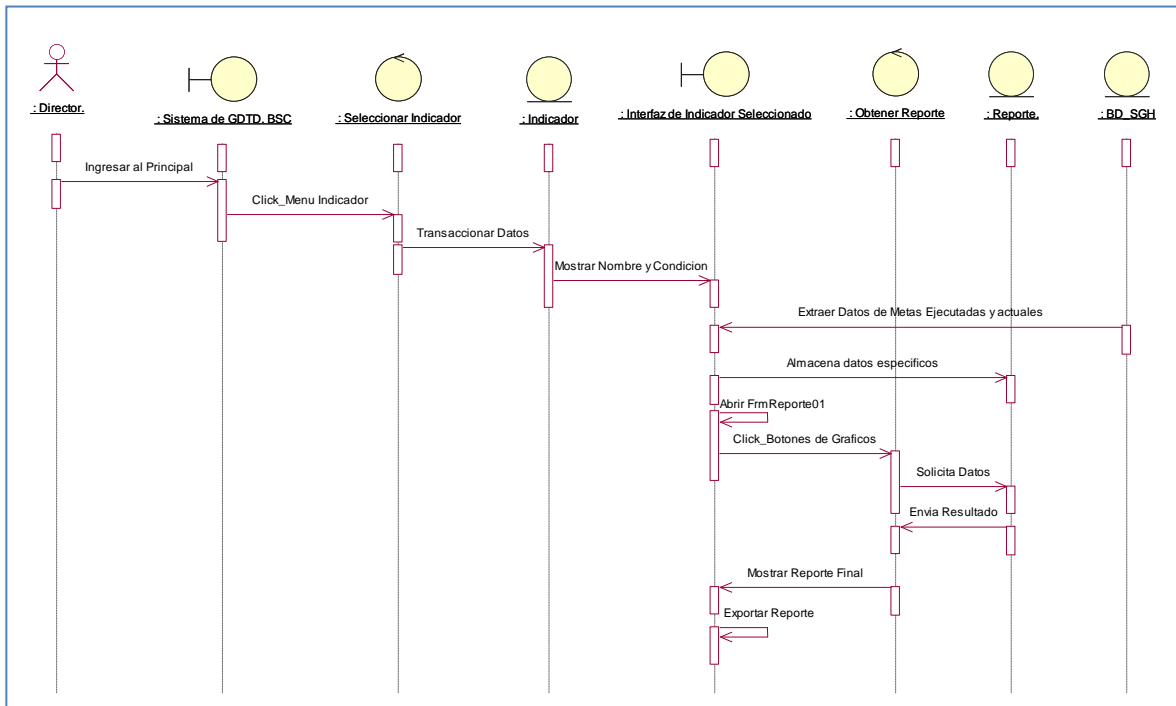 : Director.
: Sistema de GDTD. BSC
: Seleccionar Indicador
: Indicador
: Interfaz de Indicador Seleccionado
: Obtener Reporte
: Reporte.
: BD_SGH
Ingresar al Principal
Click_Menu Indicador
Transaccionar Datos
Mostrar Nombre y Condicion
Extraer Datos de Metas Ejecutadas y actuales
Almacena datos especificos
Abrir FrmReporte01
Click_Botones de Graficos
Solicita Datos
Envia Resultado
Mostrar Reporte Final
Exportar Reporte